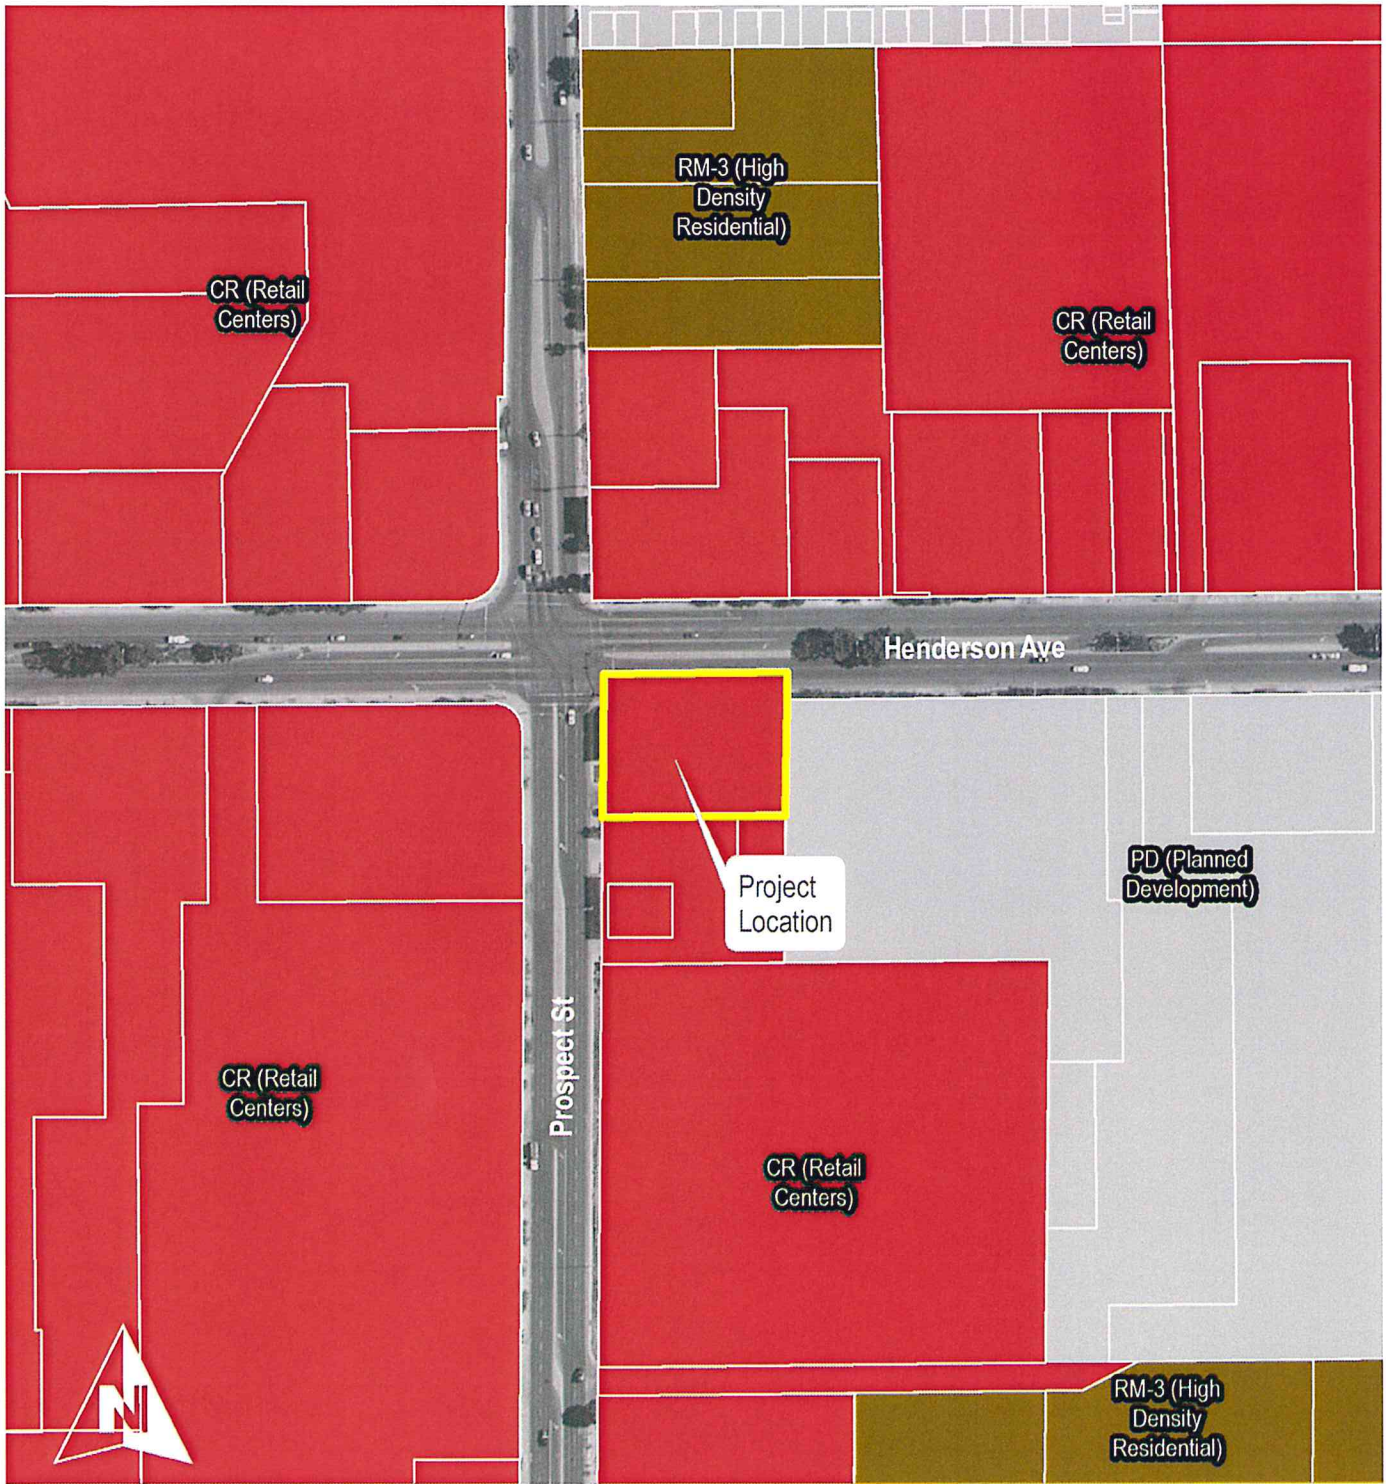 RM-3 (High
Density
Residential)
CR (Retail
Centers)
CR (Retail
Centers)
Henderson Ave
Project
Location
PD (Planned
Development)
Prospect St
CR (Retail
Centers)
CR (Retail
Centers)
N
RM-3 (High
Density
Residential)